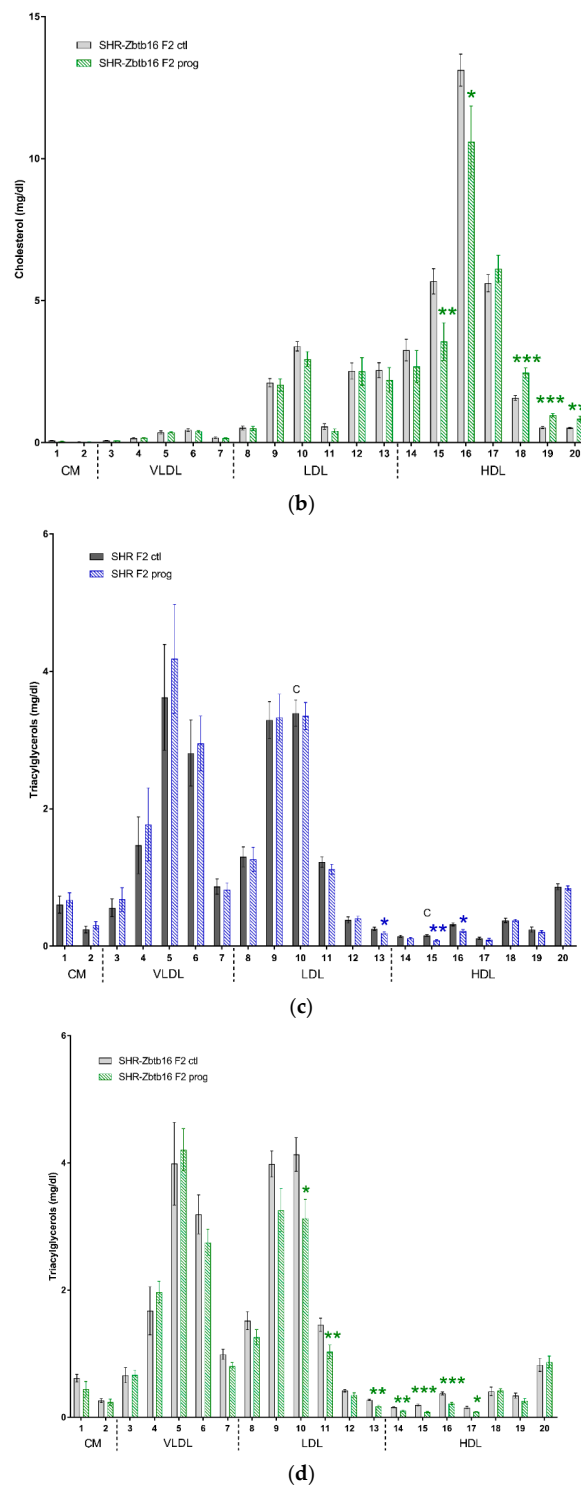 15
SHR-Zbtb16 F2 ctl
SHR-Zbtb16 F2 prog
*
10
Cholesterol (mg/dl)
5
**
***
***
**
0
1 2 3 4 5 6 7 8 9 10 11 12 13 14 15 16 17 18 19 20
CM VLDL LDL HDL
(b)
6
SHR F2 ctl
SHR F2 prog
4
C
Triacylglycerols (mg/dl)
2
C
*
**
*
0
1 2 3 4 5 6 7 8 9 10 11 12 13 14 15 16 17 18 19 20
CM VLDL LDL HDL
(c)
6
SHR-Zbtb16 F2 ctl
SHR-Zbtb16 F2 prog
4
*
Triacylglycerols (mg/dl)
2
**
**
**
***
***
*
0
1 2 3 4 5 6 7 8 9 10 11 12 13 14 15 16 17 18 19 20
CM VLDL LDL HDL
(d)